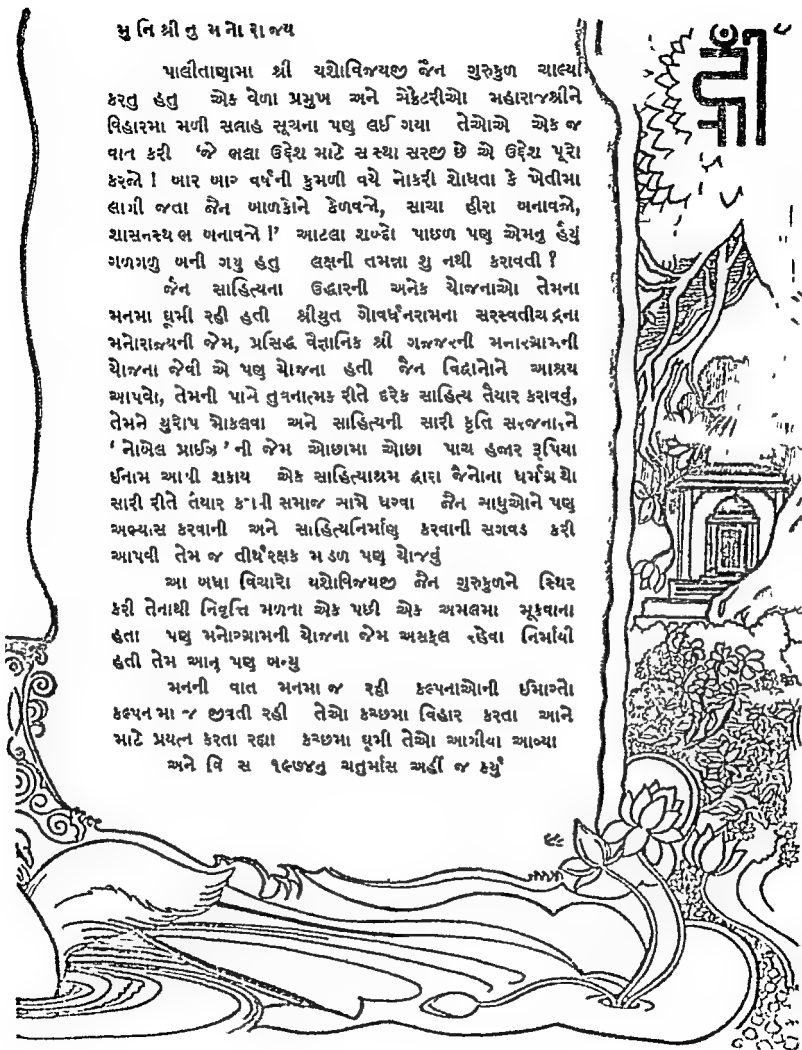 મુનિશ્રીનુ મનોરાજ્ય
પાલીતાણામા શ્રી યશોવિજયજી જૈન ગુરુકુળ ચાલ્યા
કરતુ હતુ એક વેળા પ્રમુખ અને સેક્રેટરીઓ મહારાજશ્રીને
વિહારમા મળી સલાહ સૂચના પણ લઈ ગયા તેઓએ એક જ
વાત કરી ‘જે ભલા ઉદ્દેશ માટે સ સ્થા સરજી છે એ ઉદ્દેશ પૂરો
કરજો ! બાર બાર વર્ષની કુમળી વયે નોકરી શોધતા કે ખેતીમા
લાગી જતા જૈન બાળકોને કેળવજો, સાચા હીરા બનાવજો,
શાસનસ્થ ભ બનાવજો !’ આટલા શબ્દો પાછળ પણ એમનુ હૈયું
ગળગળુ બની ગયુ હતુ લક્ષની તમન્ના શુ નથી કરાવતી ?
જૈન સાહિત્યના ઉદ્ધારની અનેક યોજનાઓ તેમના
મનમા ઘૂમી રહી હતી શ્રીયુત ગોવર્ધનરામના સરસ્વતીચ દ્રના
મનોરાજ્યની જેમ, પ્રસિદ્ધ વૈજ્ઞાનિક શ્રી ગજ્જરની
યોજના જેવી એ પણ યોજના હતી જૈન વિદ્વાનોને આશ્રય
આપવો, તેમની પાસે તુલનાત્મક રીતે દરેક સાહિત્ય તૈયાર કરાવવું,
તેમને યુરોપ મોકલવા અને સાહિત્યની સારી કૃતિ સરજનારને
‘ નોબેલ પ્રાઈઝ ’ ની જેમ ઓછામા ઓછા પાચ હજાર રૂપિયા
ઈનામ આપી શકાય એક સાહિત્યાશ્રમ દ્વારા જૈનોના ધર્મગ્ર થો
સારી રીતે તૈયાર કરાવી સમાજ સામે ધરવા જૈન સાધુઓને પણ
અભ્યાસ કરવાની અને સાહિત્યનિર્માણ કરવાની સગવડ કરી
આપવી તેમ જ તીર્થરક્ષક મ ડળ પણ યોજવું
આ બધા વિચારો યશોવિજયજી જૈન ગુરુકુળને સ્થિર
કરી તેનાથી નિવૃત્તિ મળતા એક પછી એક અમલમા મૂકવાના
હતા પણ મનોરગ્રામની યોજના જેમ અસફલ રહેવા નિર્માયી
હતી તેમ આનુ પણ બન્યુ
મનની વાત મનમા જ રહી કલ્પનાઓની ઈમારતો
કલ્પનમા જ જીવતી રહી તેઓ કચ્છમા વિહાર કરતા આને
માટે પ્રયત્ન કરતા રહ્યા કચ્છમા ઘૂમી તેઓ આગીયા આવ્યા
અને વિ સ ૧૯૭૪નુ ચતુર્માસ અહીં જ કર્યું
૯૯